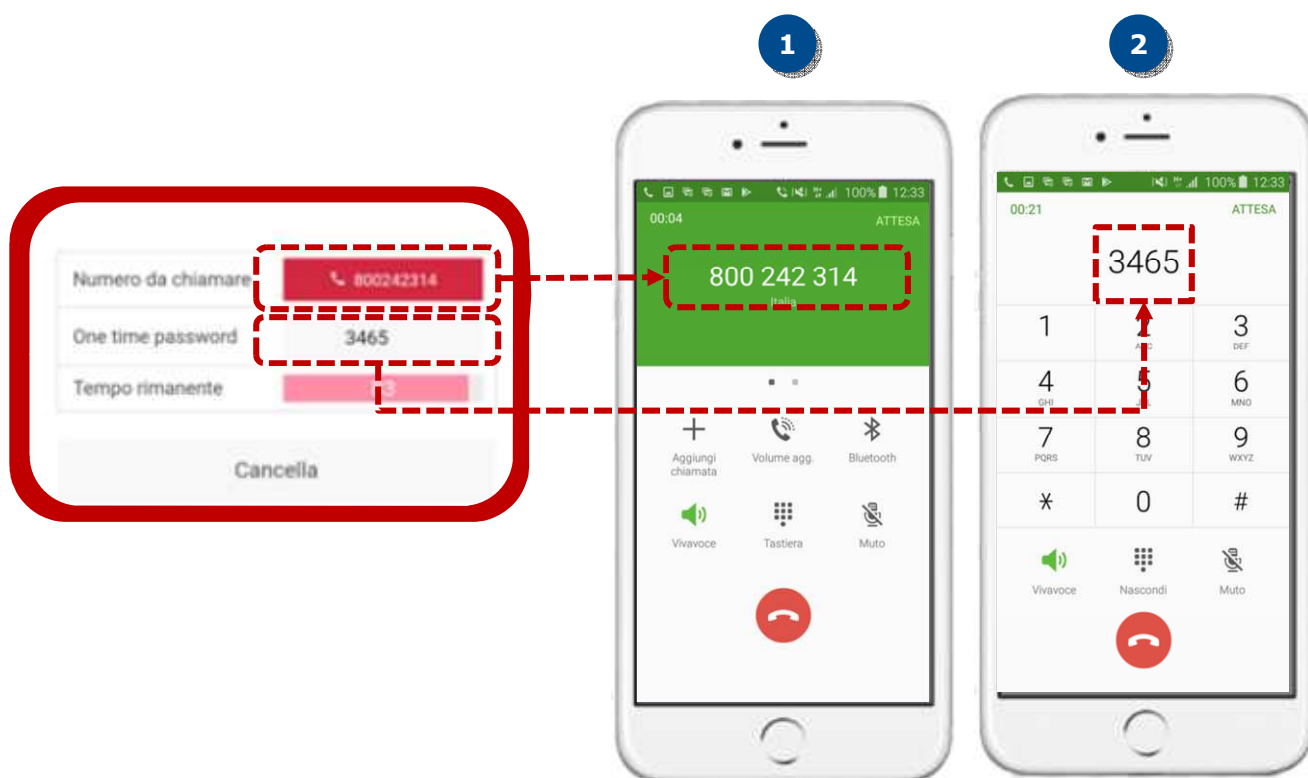 1
2
Numero da chiamare
800242314
One time password
3465
Tempo rimanente
Cancella
100% 12:33
00:04
ATTESA
800 242 314
Italia
Aggiungi
chiamata
Volume agg.
Bluetooth
Vivavoce
Tastiera
Muto
100% 12:33
00:21
ATTESA
3465
1
2
3
DEF
4
5
6
GHI
MNO
7
8
9
PQRS
TUV
WXYZ
*
0
#
Vivavoce
Nascondi
Muto